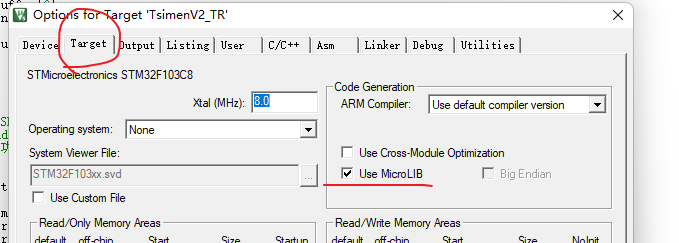 Options for Target 'TsimenV2_TR'
Device Target Output Listing User C/C++ Asm Linker Debug Utilities
STMicroelectronics STM32F103C8
Xtal (MHz): 8.0
Operating system: None
System Viewer File:
STM32F103xx.svd ...
Use Custom File
Code Generation
ARM Compiler: Use default compiler version
Use Cross-Module Optimization
Use MicroLIB Big Endian
Read/Only Memory Areas
default off-chip Start Size Startup
Read/Write Memory Areas
default off-chip Start Size NoInit